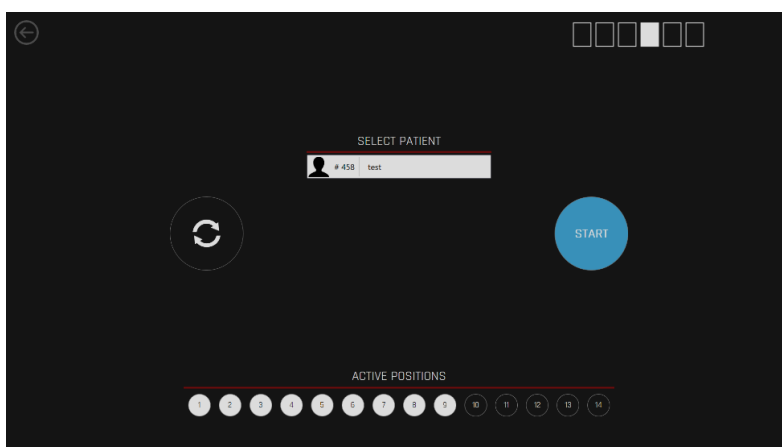 SELECT PATIENT
# 458 test
START
ACTIVE POSITIONS
1 2 3 4 5 6 7 8 9 10 11 12 13 14